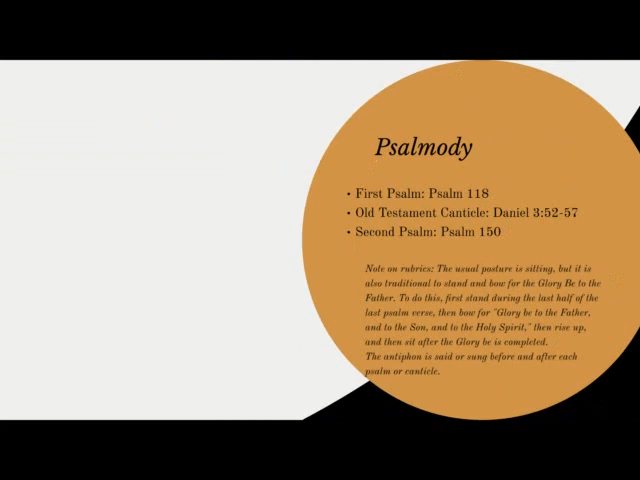 Psalmody
• First Psalm: Psalm 118
• Old Testament Canticle: Daniel 3:52-57
• Second Psalm: Psalm 150
Note on rubrics: The usual posture is sitting, but it is
also traditional to stand and bow for the Glory Be to the
Father. To do this, first stand during the last half of the
last psalm verse, then bow for "Glory be to the Father,
and to the Son, and to the Holy Spirit," then rise up,
and then sit after the Glory be is completed.
The antiphon is said or sung before and after each
psalm or canticle.